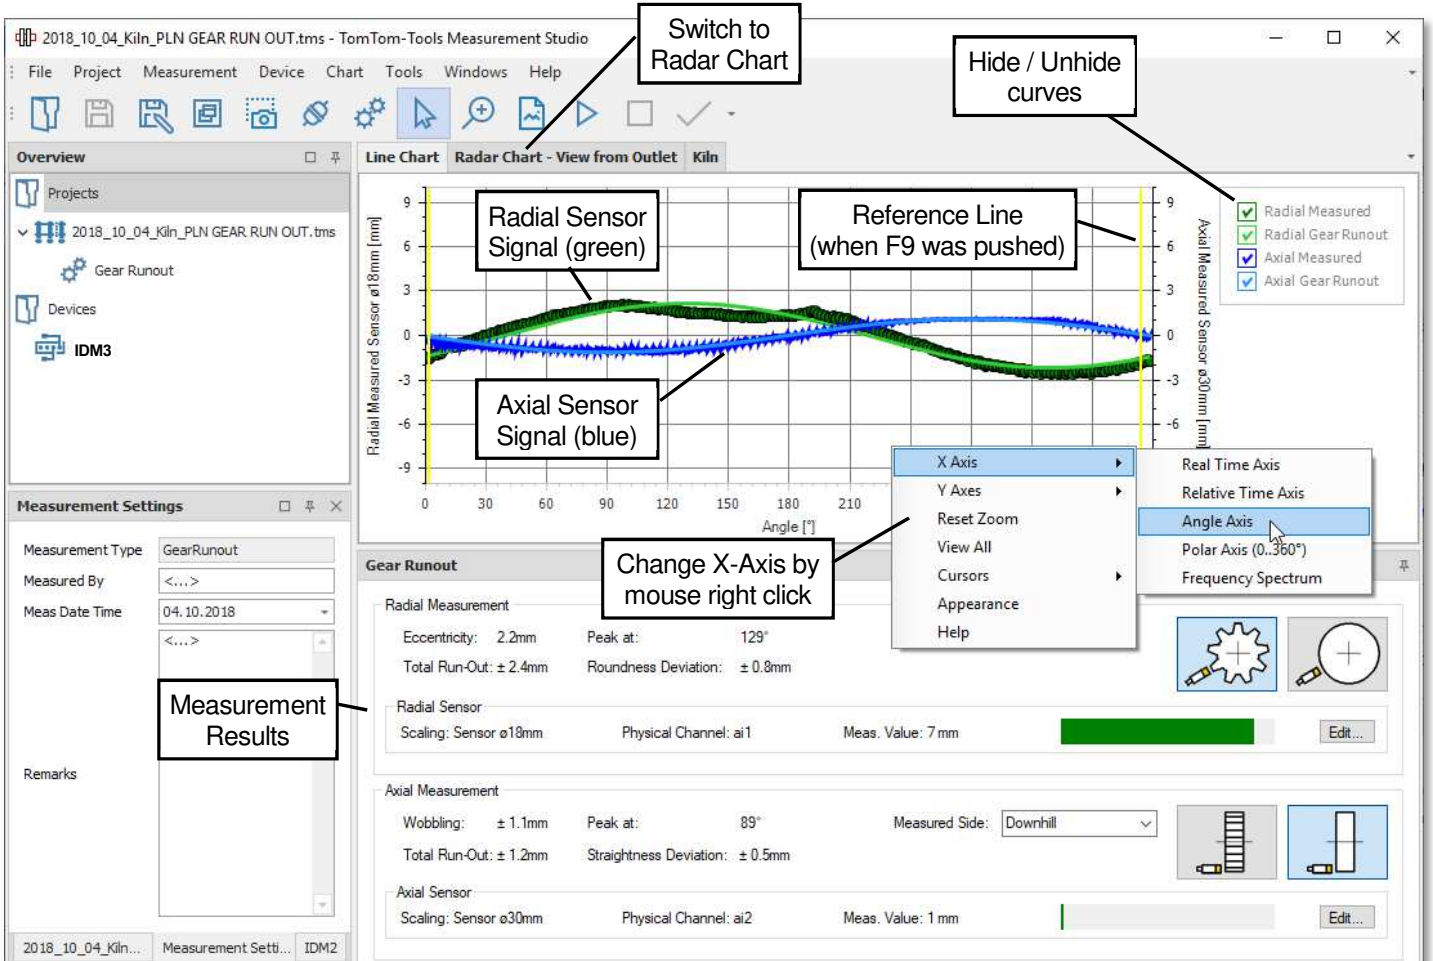 2018_10_04_Kiln_PLN GEAR RUN OUT.tms - TomTom-Tools Measurement Studio
Switch to
Radar Chart
Hide / Unhide
curves
File Project Measurement Device Chart Tools Windows Help
Overview
Projects
2018_10_04_Kiln_PLN GEAR RUN OUT.tms
Gear Runout
Devices
IDM3
Line Chart Radar Chart - View from Outlet Kiln
Radial Measured Sensor ø18mm [mm]
9
6
3
0
-3
-6
-9
Radial Sensor
Signal (green)
Reference Line
(when F9 was pushed)
Axial Sensor
Signal (blue)
9
6
3
0
-3
-6
Axial Measured Sensor ø30mm [mm]
Radial Measured
Radial Gear Runout
Axial Measured
Axial Gear Runout
0 30 60 90 120 150 180 210
Angle [°]
X Axis
Y Axes
Reset Zoom
View All
Cursors
Appearance
Help
Real Time Axis
Relative Time Axis
Angle Axis
Polar Axis (0..360°)
Frequency Spectrum
Change X-Axis by
mouse right click
Measurement Settings
Measurement Type GearRunout
Measured By <...>
Meas Date Time 04.10.2018
<...>
Remarks
Measurement
Results
2018_10_04_Kiln... Measurement Setti... IDM2
Gear Runout
Radial Measurement
Eccentricity: 2.2mm Peak at: 129°
Total Run-Out: ± 2.4mm Roundness Deviation: ± 0.8mm
Radial Sensor
Scaling: Sensor ø18mm Physical Channel: ai1 Meas. Value: 7 mm Edit...
Axial Measurement
Wobbling: ± 1.1mm Peak at: 89° Measured Side: Downhill
Total Run-Out: ± 1.2mm Straightness Deviation: ± 0.5mm
Axial Sensor
Scaling: Sensor ø30mm Physical Channel: ai2 Meas. Value: 1 mm Edit...